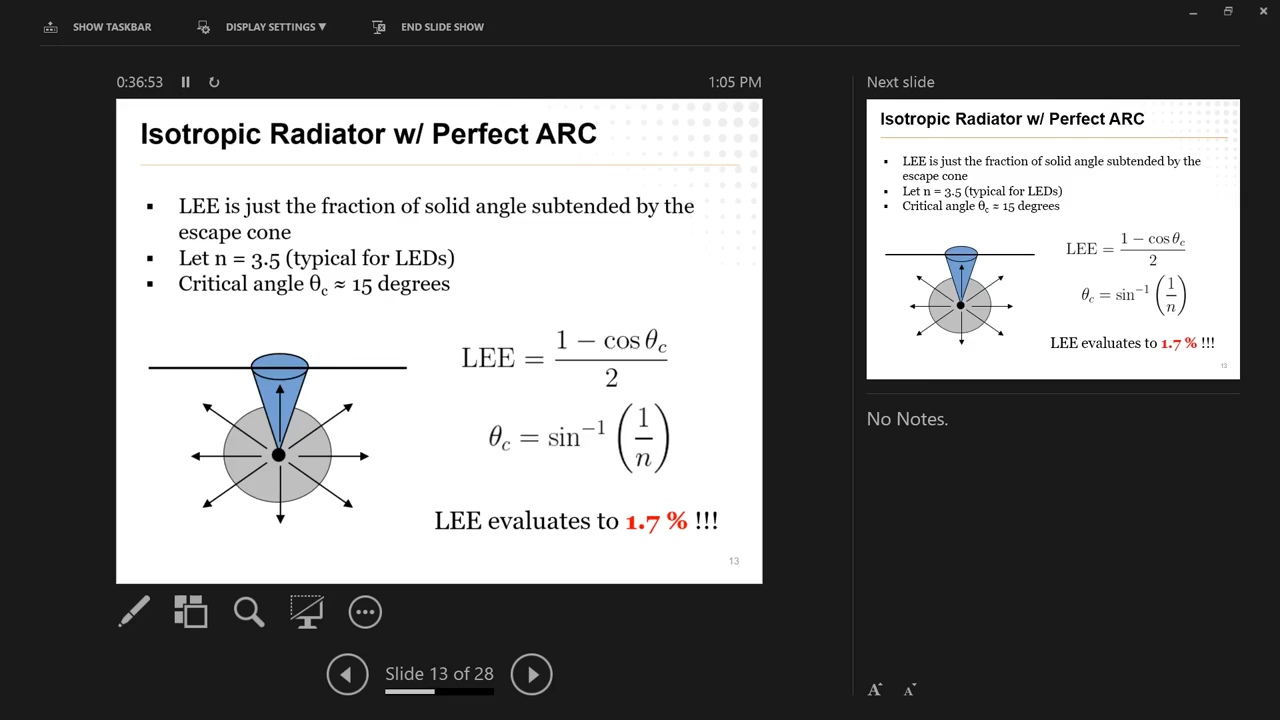 SHOW TASKBAR
DISPLAY SETTINGS ▼
END SLIDE SHOW
0:36:53
1:05 PM
Isotropic Radiator w/ Perfect ARC
▪ LEE is just the fraction of solid angle subtended by the
escape cone
▪ Let n = 3.5 (typical for LEDs)
▪ Critical angle θc ≈ 15 degrees
LEE = (1 − cos θc) / 2
θc = sin⁻¹ (1/n)
LEE evaluates to 1.7 % !!!
13
Slide 13 of 28
Next slide
Isotropic Radiator w/ Perfect ARC
▪ LEE is just the fraction of solid angle subtended by the
escape cone
▪ Let n = 3.5 (typical for LEDs)
▪ Critical angle θc ≈ 15 degrees
LEE = (1 − cos θc) / 2
θc = sin⁻¹ (1/n)
LEE evaluates to 1.7 % !!!
13
No Notes.
A A